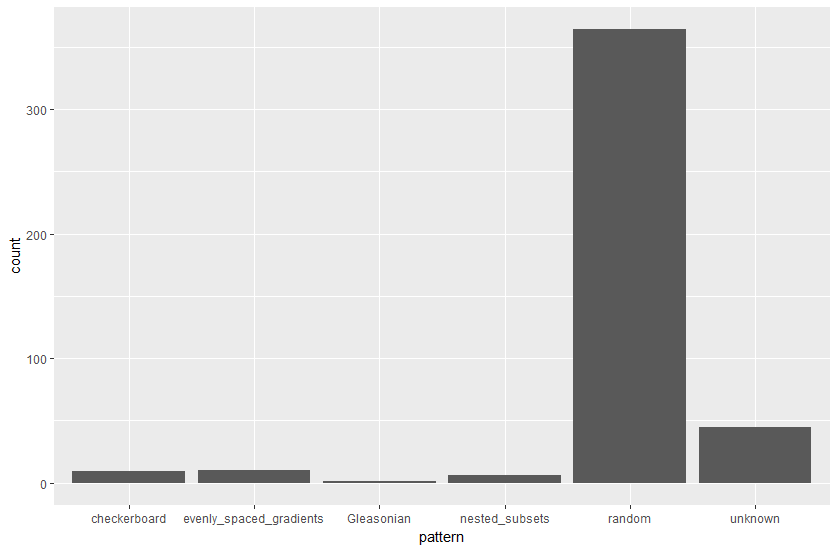 count
300
200
100
0
checkerboard evenly_spaced_gradients Gleasonian nested_subsets random unknown
pattern